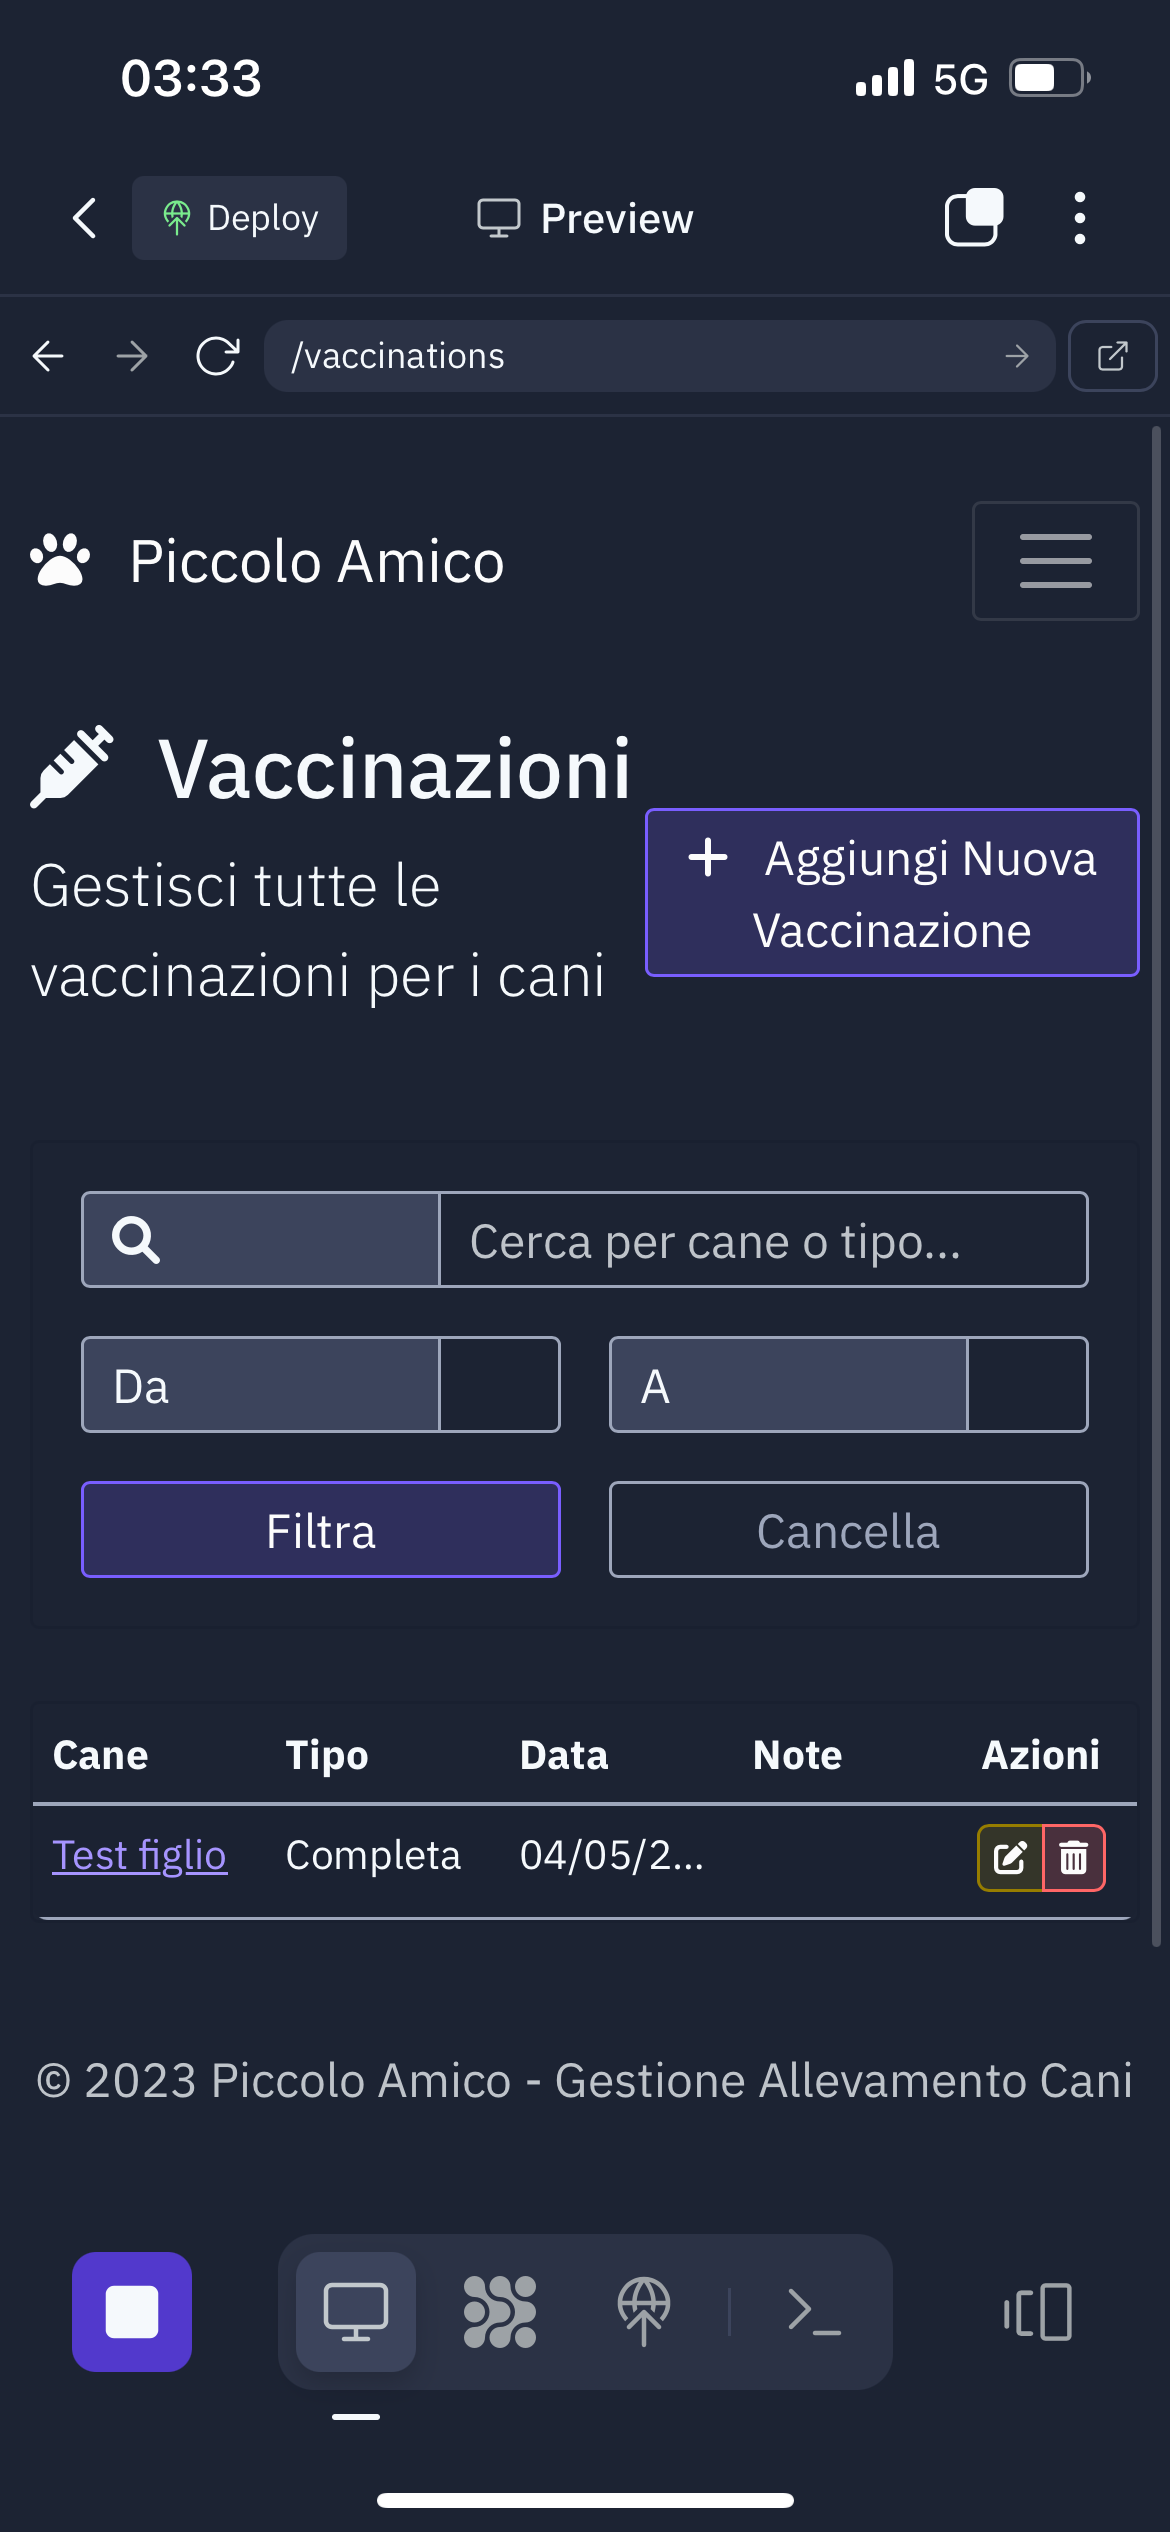 03:33
5G
Deploy
Preview
/vaccinations
Piccolo Amico
Vaccinazioni
Gestisci tutte le
vaccinazioni per i cani
Aggiungi Nuova
Vaccinazione
Cerca per cane o tipo...
Da
A
Filtra
Cancella
Cane Tipo Data Note Azioni
Test figlio Completa 04/05/2...
© 2023 Piccolo Amico - Gestione Allevamento Cani